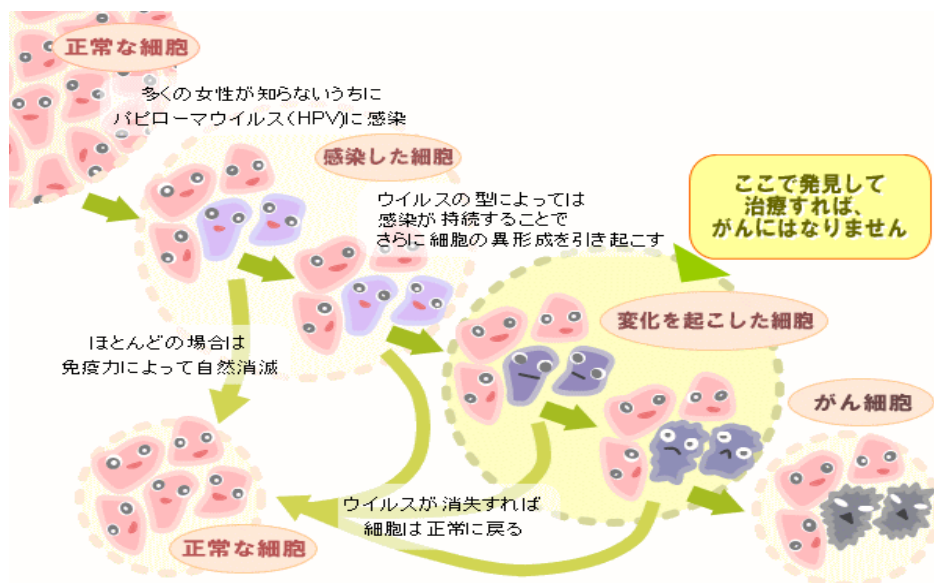 正常な細胞
多くの女性が知らないうちに
パピローマウイルス(HPV)に感染
感染した細胞
ウイルスの型によっては
感染が持続することで
さらに細胞の異形成を引き起こす
ここで発見して
治療すれば、
がんにはなりません
変化を起こした細胞
ほとんどの場合は
免疫力によって自然消滅
がん細胞
ウイルスが消失すれば
細胞は正常に戻る
正常な細胞